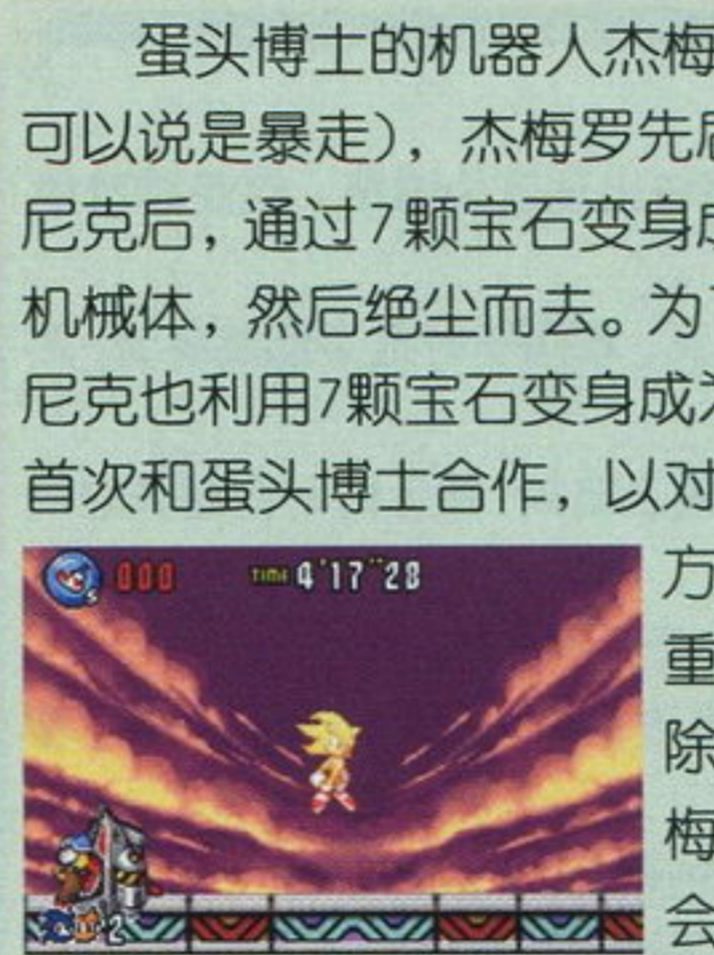 蛋头博士的机器人杰梅
可以说是暴走)，杰梅罗先后
尼克后，通过7颗宝石变身成
机械体，然后绝尘而去。为了
尼克也利用7颗宝石变身成为
首次和蛋头博士合作，以对
000 TIME 4'17"28
方
重
除
梅
会
2